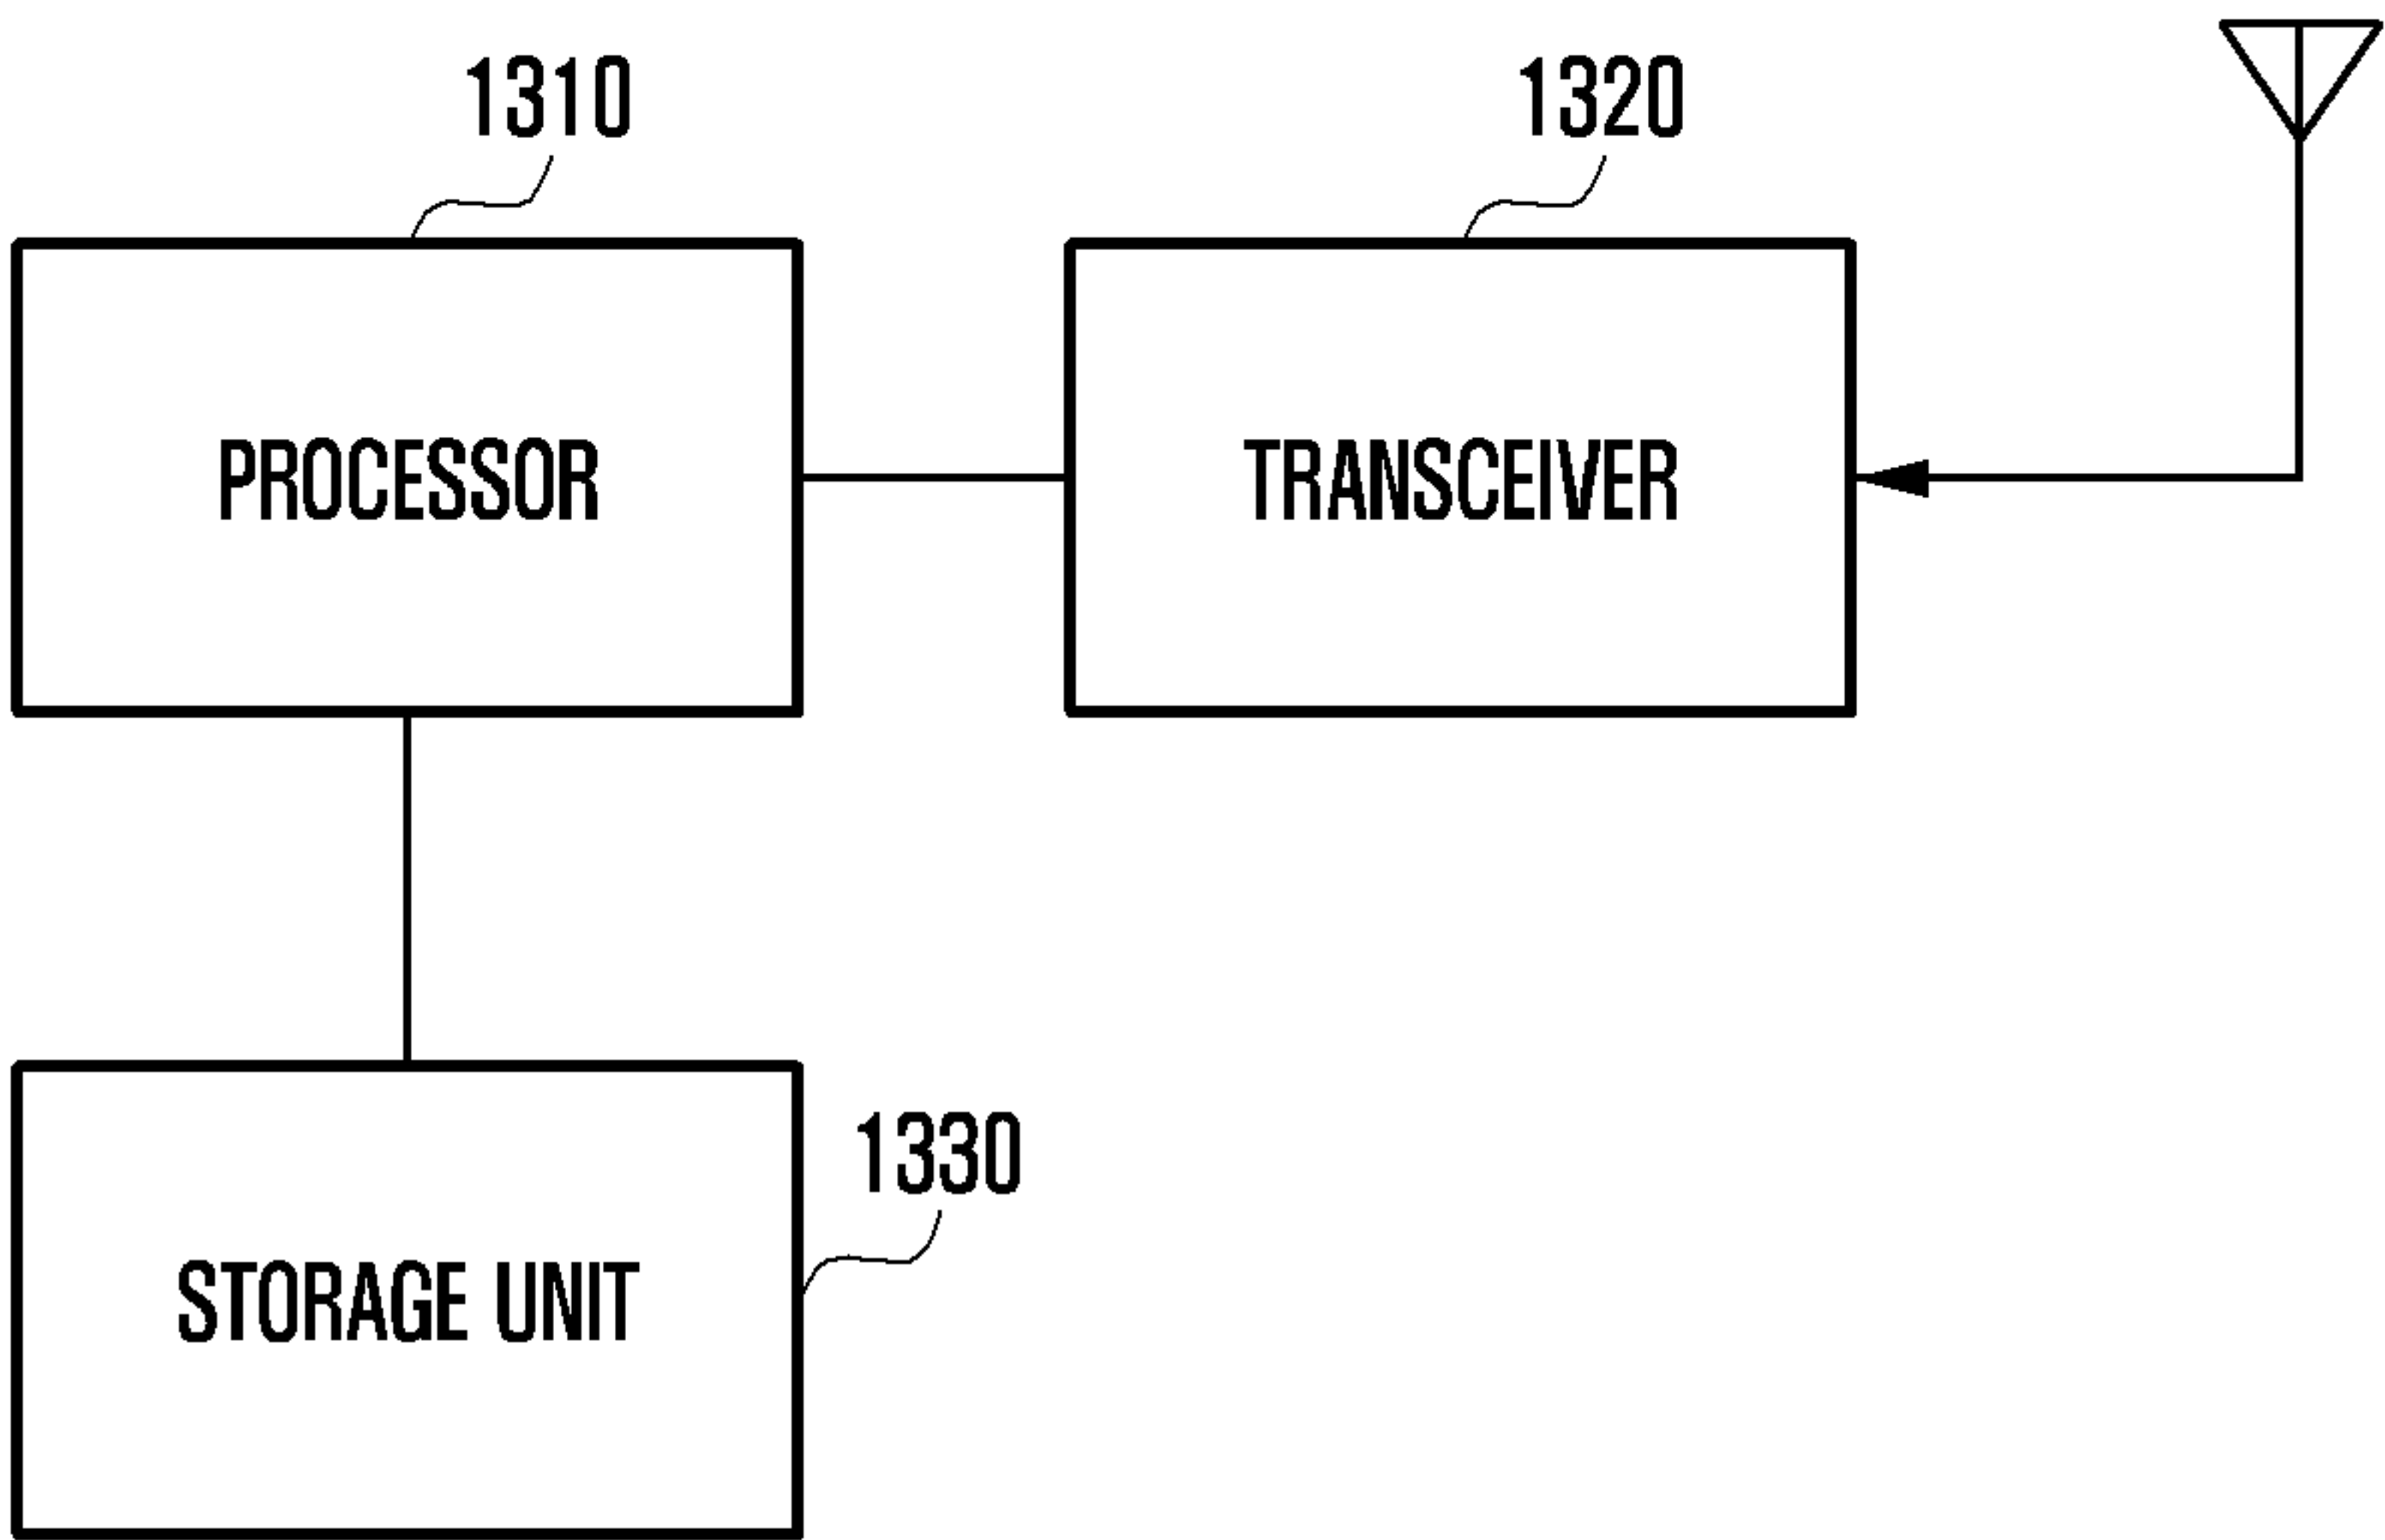 1310
1320
PROCESSOR
TRANSCEIVER
1330
STORAGE UNIT